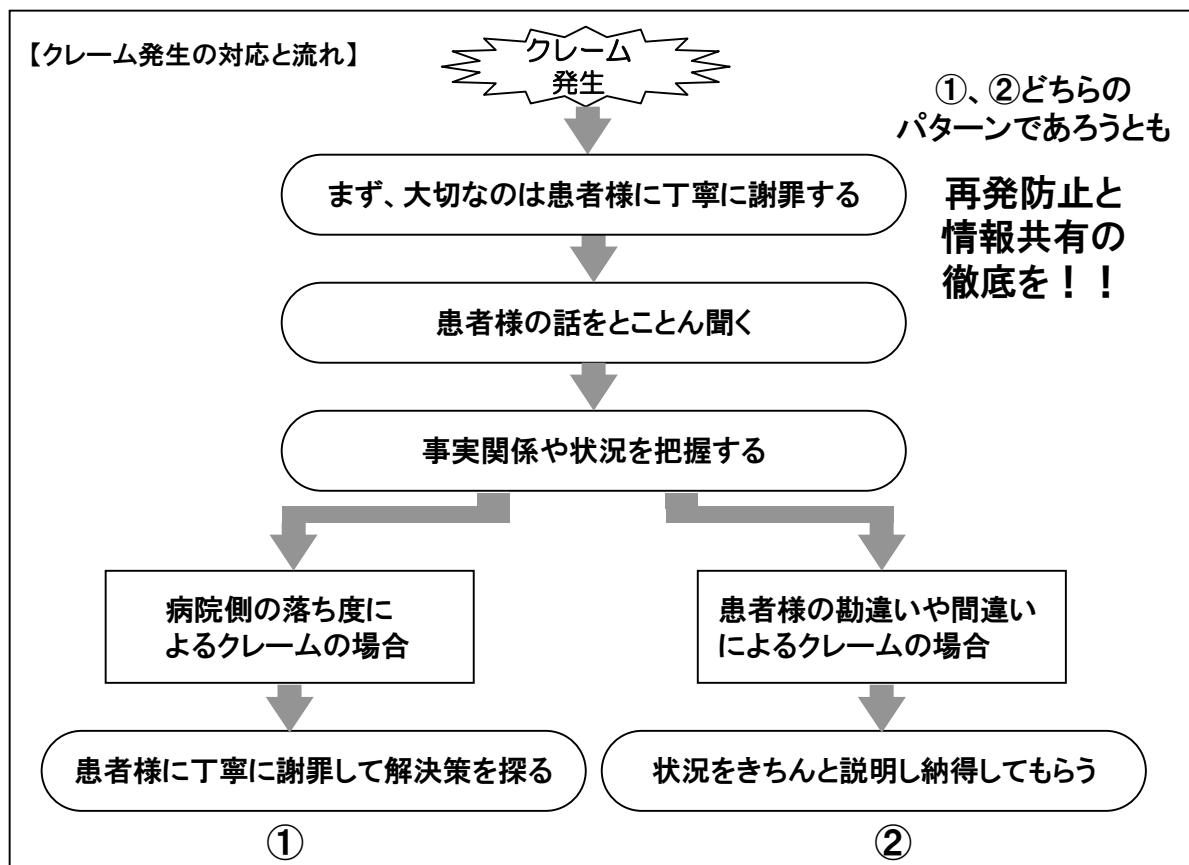 【クレーム発生の対応と流れ】
クレーム
発生
①、②どちらの
パターンであろうとも
再発防止と
情報共有の
徹底を！！
まず、大切なのは患者様に丁寧に謝罪する
患者様の話をとことん聞く
事実関係や状況を把握する
病院側の落ち度に
よるクレームの場合
患者様の勘違いや間違い
によるクレームの場合
患者様に丁寧に謝罪して解決策を探る
状況をきちんと説明し納得してもらう
①
②